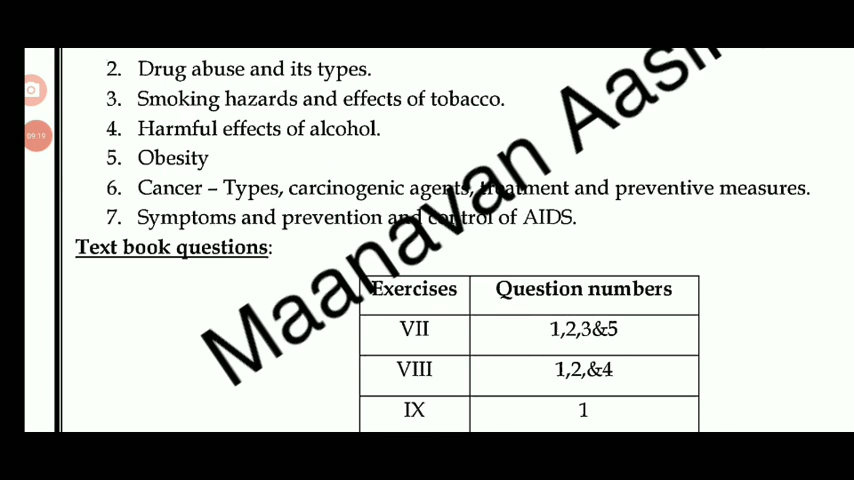 2. Drug abuse and its types.
3. Smoking hazards and effects of tobacco.
4. Harmful effects of alcohol.
5. Obesity
6. Cancer – Types, carcinogenic agents, treatment and preventive measures.
7. Symptoms and prevention and control of AIDS.
Text book questions:
Exercises Question numbers
VII 1,2,3&5
VIII 1,2,&4
IX 1
Maanavan
09:19